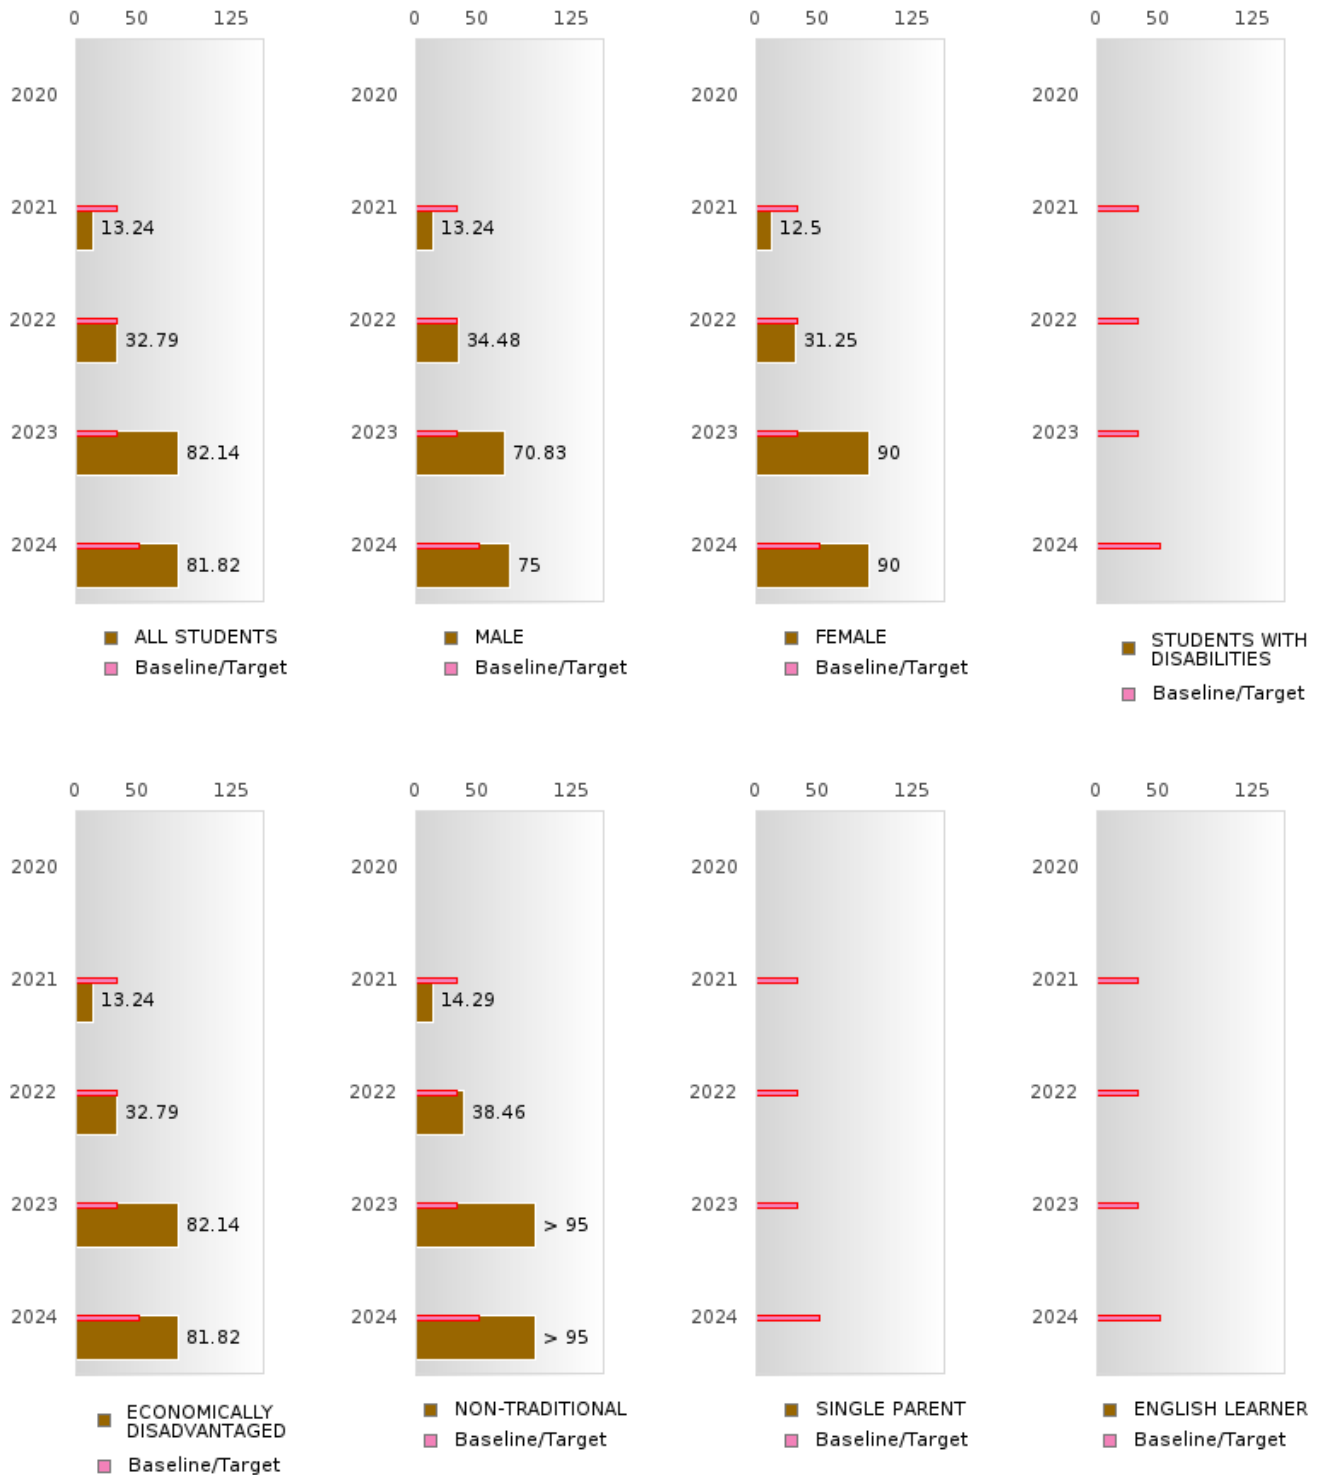 0 50 125
2020
2021
13.24
2022
32.79
2023
82.14
2024
81.82
ALL STUDENTS
Baseline/Target
0 50 125
2020
2021
13.24
2022
34.48
2023
70.83
2024
75
MALE
Baseline/Target
0 50 125
2020
2021
12.5
2022
31.25
2023
90
2024
90
FEMALE
Baseline/Target
0 50 125
2020
2021
2022
2023
2024
STUDENTS WITH
DISABILITIES
Baseline/Target
0 50 125
2020
2021
13.24
2022
32.79
2023
82.14
2024
81.82
ECONOMICALLY
DISADVANTAGED
Baseline/Target
0 50 125
2020
2021
14.29
2022
38.46
2023
> 95
2024
> 95
NON-TRADITIONAL
Baseline/Target
0 50 125
2020
2021
2022
2023
2024
SINGLE PARENT
Baseline/Target
0 50 125
2020
2021
2022
2023
2024
ENGLISH LEARNER
Baseline/Target